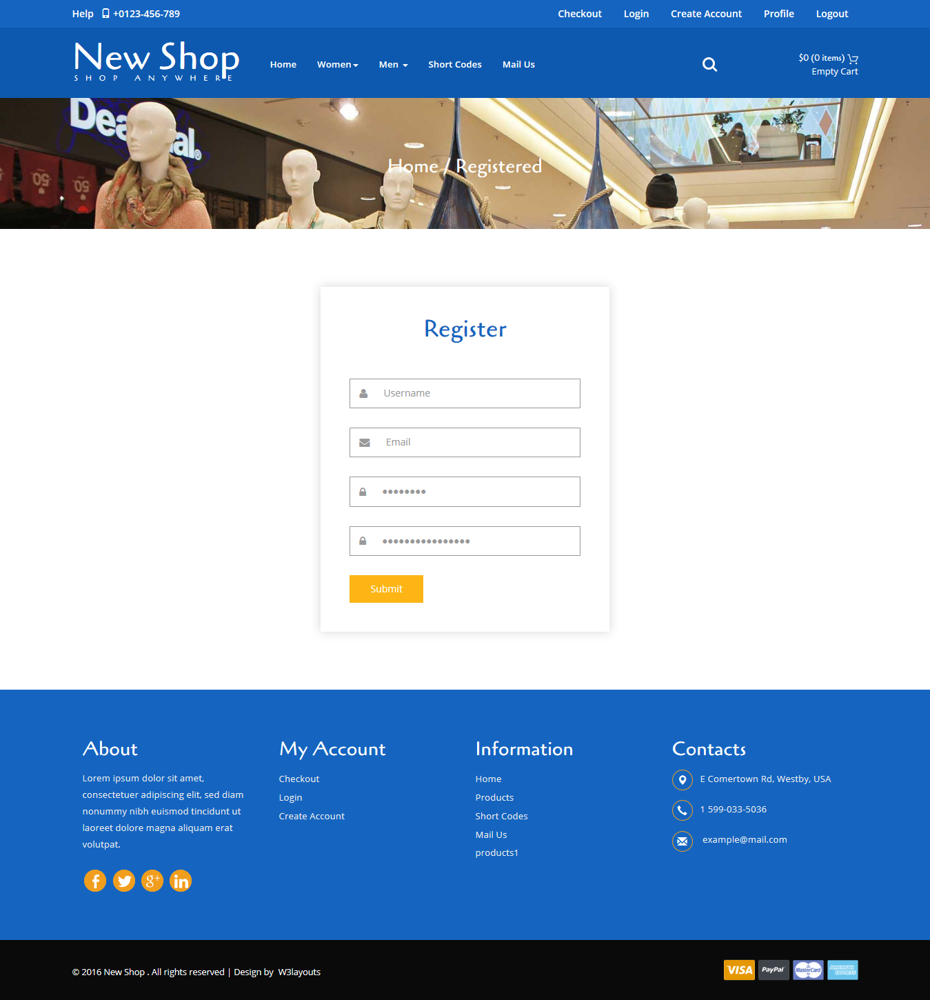 Help +0123-456-789
Checkout Login Create Account Profile Logout
New Shop
SHOP ANYWHERE
Home Women Men Short Codes Mail Us
$0 (0 items)
Empty Cart
50
50
Home / Registered
Register
Username
Email
••••••••
••••••••••••••••
Submit
About
Lorem ipsum dolor sit amet,
consectetuer adipiscing elit, sed diam
nonummy nibh euismod tincidunt ut
laoreet dolore magna aliquam erat
volutpat.
My Account
Checkout
Login
Create Account
Information
Home
Products
Short Codes
Mail Us
products1
Contacts
E Comertown Rd, Westby, USA
1 599-033-5036
example@mail.com
© 2016 New Shop . All rights reserved | Design by W3layouts
VISA PayPal MasterCard AMERICAN EXPRESS